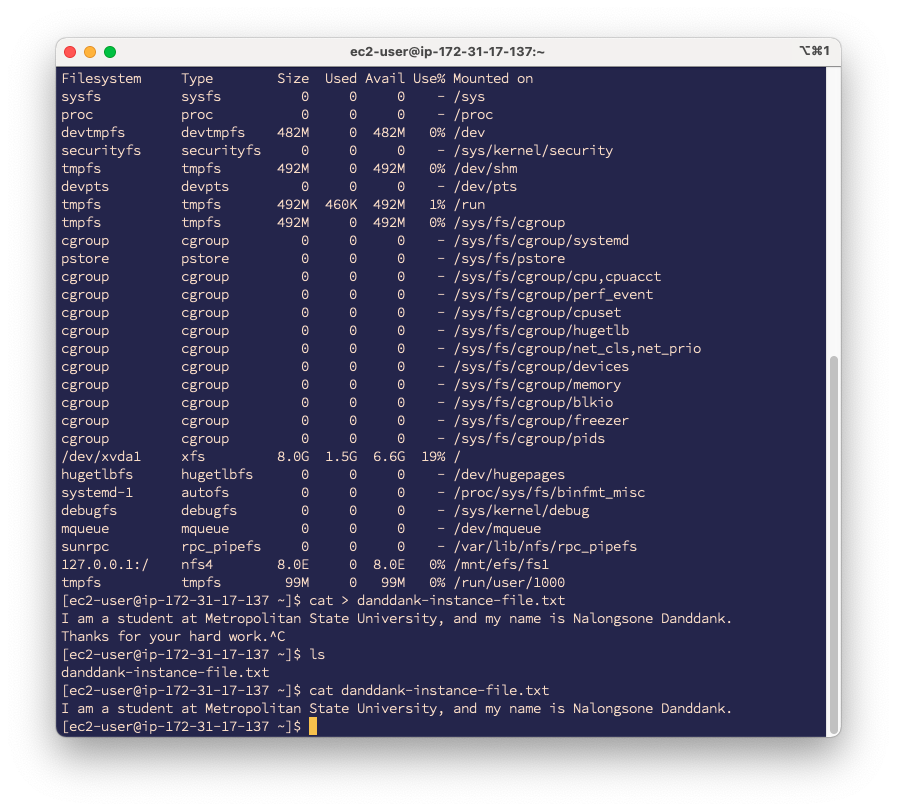 ec2-user@ip-172-31-17-137:~ ⌥⌘1
Filesystem     Type        Size  Used Avail Use% Mounted on
sysfs          sysfs          0     0     0    - /sys
proc           proc           0     0     0    - /proc
devtmpfs       devtmpfs    482M     0  482M   0% /dev
securityfs     securityfs     0     0     0    - /sys/kernel/security
tmpfs          tmpfs       492M     0  492M   0% /dev/shm
devpts         devpts         0     0     0    - /dev/pts
tmpfs          tmpfs       492M  460K  492M   1% /run
tmpfs          tmpfs       492M     0  492M   0% /sys/fs/cgroup
cgroup         cgroup         0     0     0    - /sys/fs/cgroup/systemd
pstore         pstore         0     0     0    - /sys/fs/pstore
cgroup         cgroup         0     0     0    - /sys/fs/cgroup/cpu,cpuacct
cgroup         cgroup         0     0     0    - /sys/fs/cgroup/perf_event
cgroup         cgroup         0     0     0    - /sys/fs/cgroup/cpuset
cgroup         cgroup         0     0     0    - /sys/fs/cgroup/hugetlb
cgroup         cgroup         0     0     0    - /sys/fs/cgroup/net_cls,net_prio
cgroup         cgroup         0     0     0    - /sys/fs/cgroup/devices
cgroup         cgroup         0     0     0    - /sys/fs/cgroup/memory
cgroup         cgroup         0     0     0    - /sys/fs/cgroup/blkio
cgroup         cgroup         0     0     0    - /sys/fs/cgroup/freezer
cgroup         cgroup         0     0     0    - /sys/fs/cgroup/pids
/dev/xvda1     xfs         8.0G  1.5G  6.6G  19% /
hugetlbfs      hugetlbfs      0     0     0    - /dev/hugepages
systemd-1      autofs         0     0     0    - /proc/sys/fs/binfmt_misc
debugfs        debugfs        0     0     0    - /sys/kernel/debug
mqueue         mqueue         0     0     0    - /dev/mqueue
sunrpc         rpc_pipefs     0     0     0    - /var/lib/nfs/rpc_pipefs
127.0.0.1:/    nfs4        8.0E     0  8.0E   0% /mnt/efs/fs1
tmpfs          tmpfs        99M     0   99M   0% /run/user/1000
[ec2-user@ip-172-31-17-137 ~]$ cat > danddank-instance-file.txt
I am a student at Metropolitan State University, and my name is Nalongsone Danddank.
Thanks for your hard work.^C
[ec2-user@ip-172-31-17-137 ~]$ ls
danddank-instance-file.txt
[ec2-user@ip-172-31-17-137 ~]$ cat danddank-instance-file.txt
I am a student at Metropolitan State University, and my name is Nalongsone Danddank.
[ec2-user@ip-172-31-17-137 ~]$